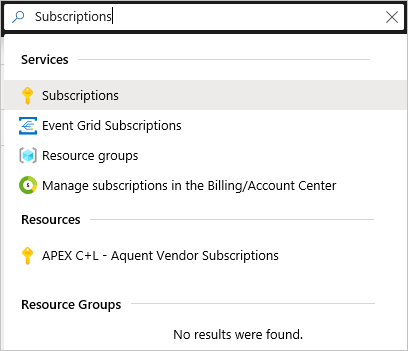 Subscriptions
Services
Subscriptions
Event Grid Subscriptions
Resource groups
Manage subscriptions in the Billing/Account Center
Resources
APEX C+L - Aquent Vendor Subscriptions
Resource Groups
No results were found.